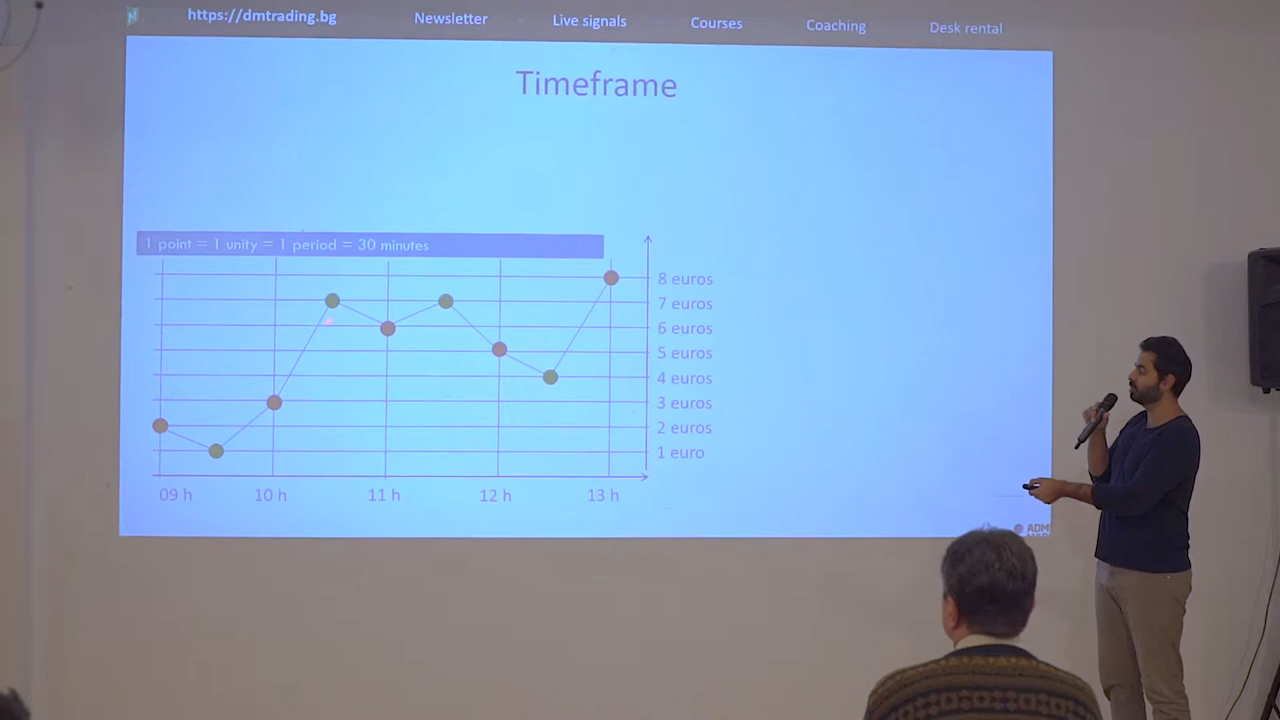 https://dmtrading.bg Newsletter Live signals Courses Coaching Desk rental
Timeframe
1 point = 1 unity = 1 period = 30 minutes
8 euros
7 euros
6 euros
5 euros
4 euros
3 euros
2 euros
1 euro
09 h 10 h 11 h 12 h 13 h